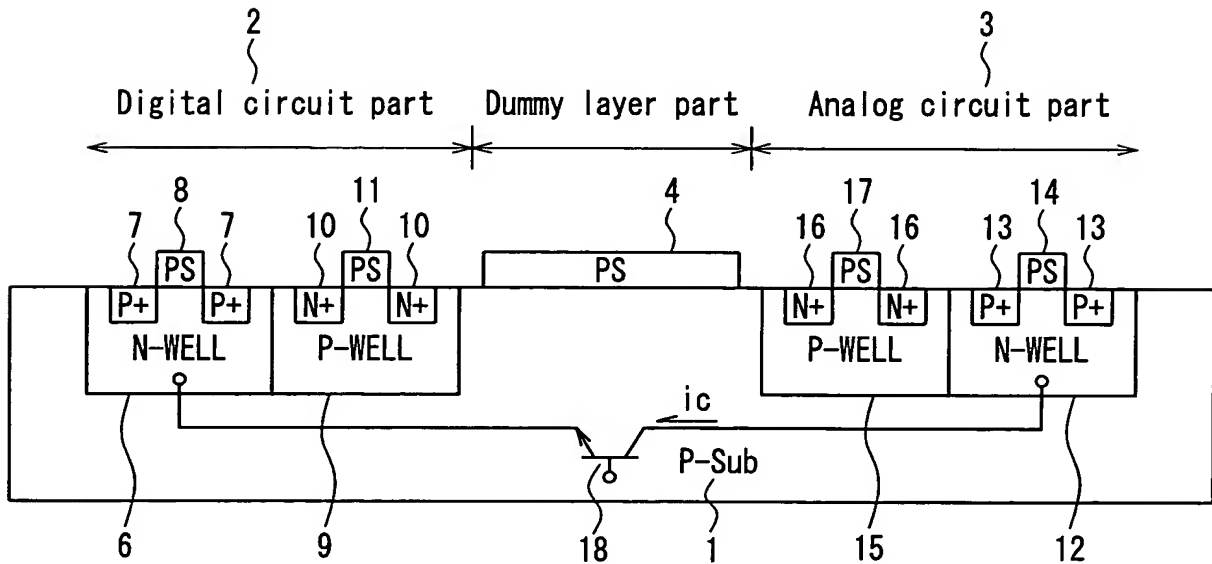 2 3
Digital circuit part Dummy layer part Analog circuit part
8 11 4 17 14
7 7 10 10 16 16 13 13
PS PS PS PS PS
P+ P+ N+ N+ N+ N+ P+ P+
N-WELL P-WELL P-WELL N-WELL
ic
P-Sub
6 9 18 1 15 12